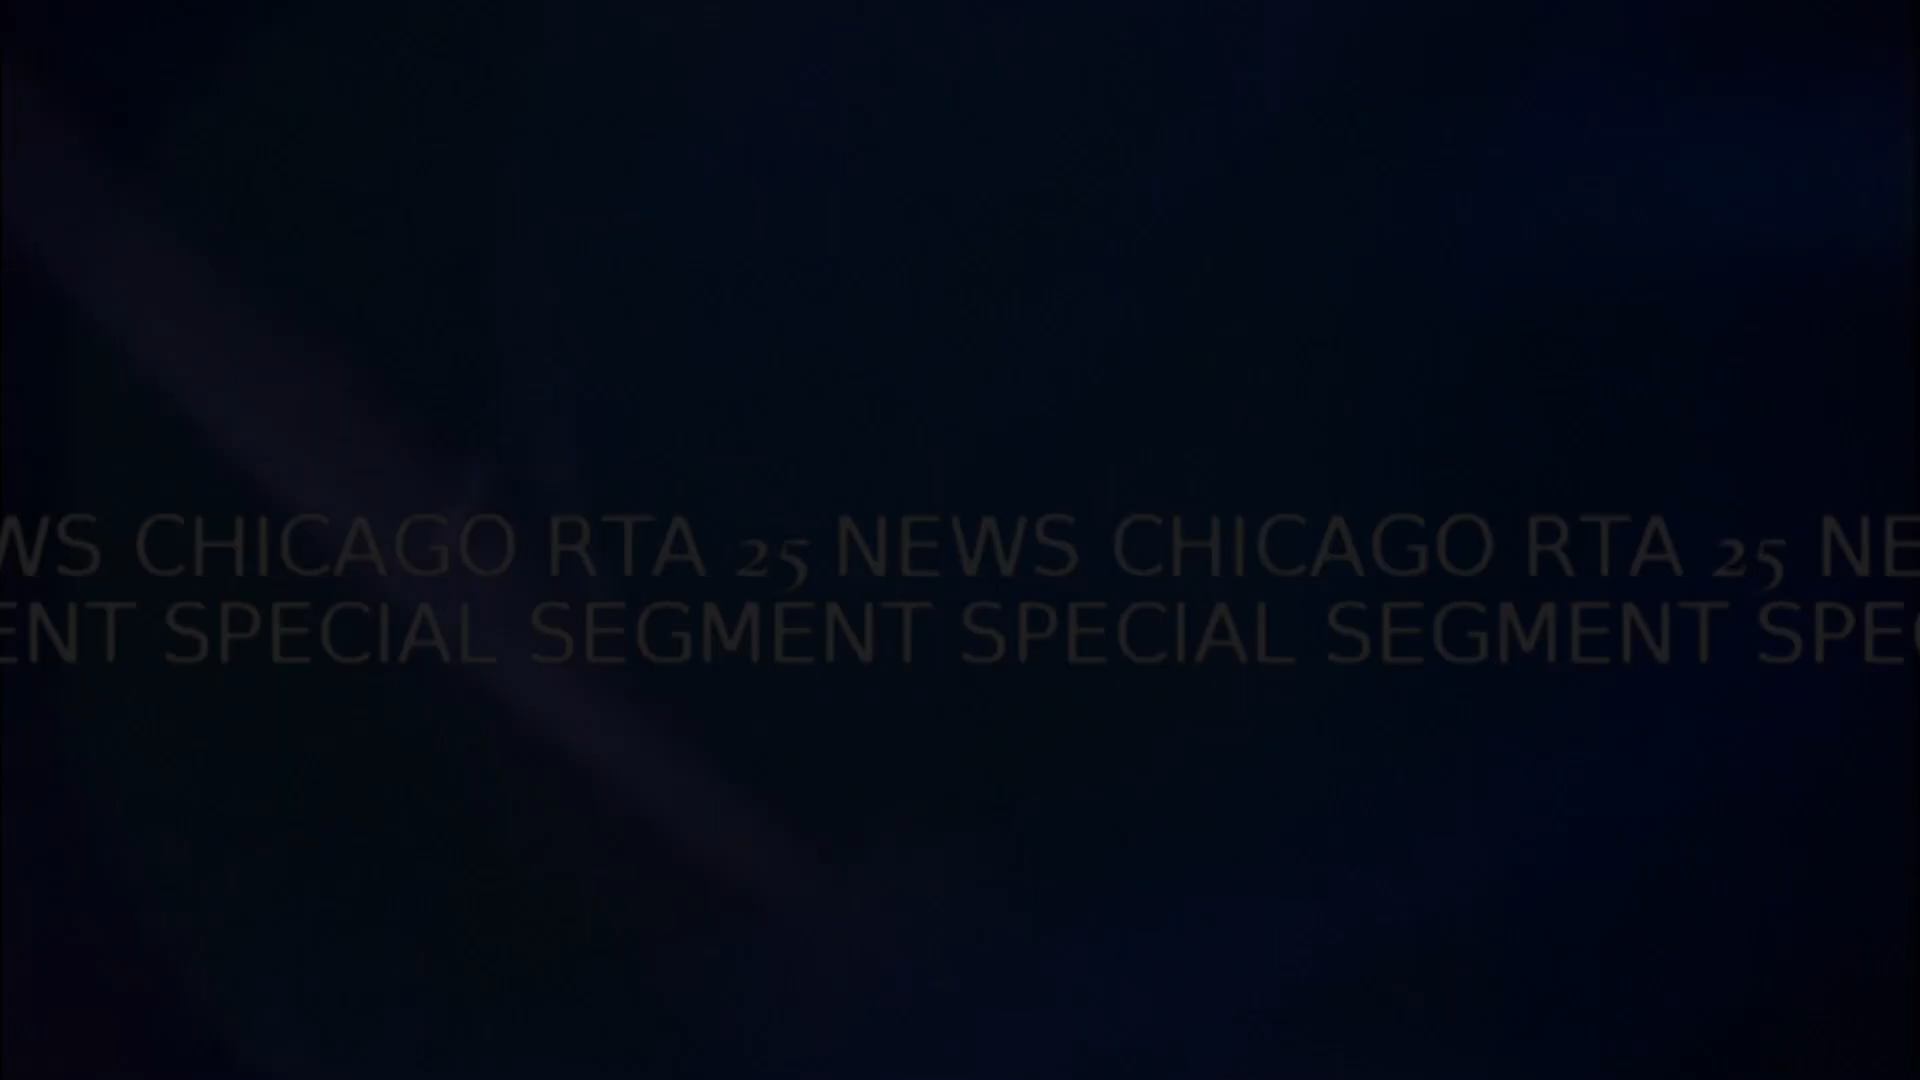 WS CHICAGO RTA 25 NEWS CHICAGO RTA 25 NE
ENT SPECIAL SEGMENT SPECIAL SEGMENT SPEC